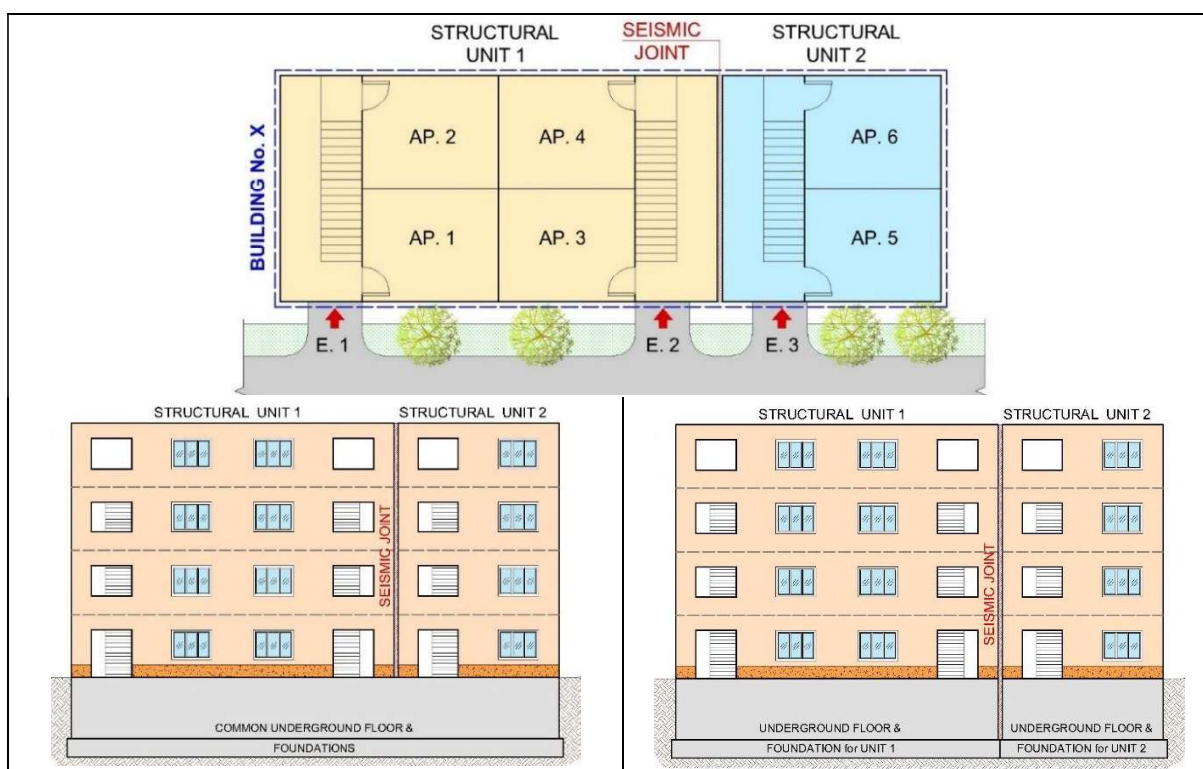 STRUCTURAL
UNIT 1
SEISMIC
JOINT
STRUCTURAL
UNIT 2
BUILDING No. X
AP. 2
AP. 4
AP. 6
AP. 1
AP. 3
AP. 5
E. 1
E. 2
E. 3
STRUCTURAL UNIT 1
STRUCTURAL UNIT 2
SEISMIC JOINT
COMMON UNDERGROUND FLOOR &
FOUNDATIONS
STRUCTURAL UNIT 1
STRUCTURAL UNIT 2
SEISMIC JOINT
UNDERGROUND FLOOR &
UNDERGROUND FLOOR &
FOUNDATION for UNIT 1
FOUNDATION for UNIT 2